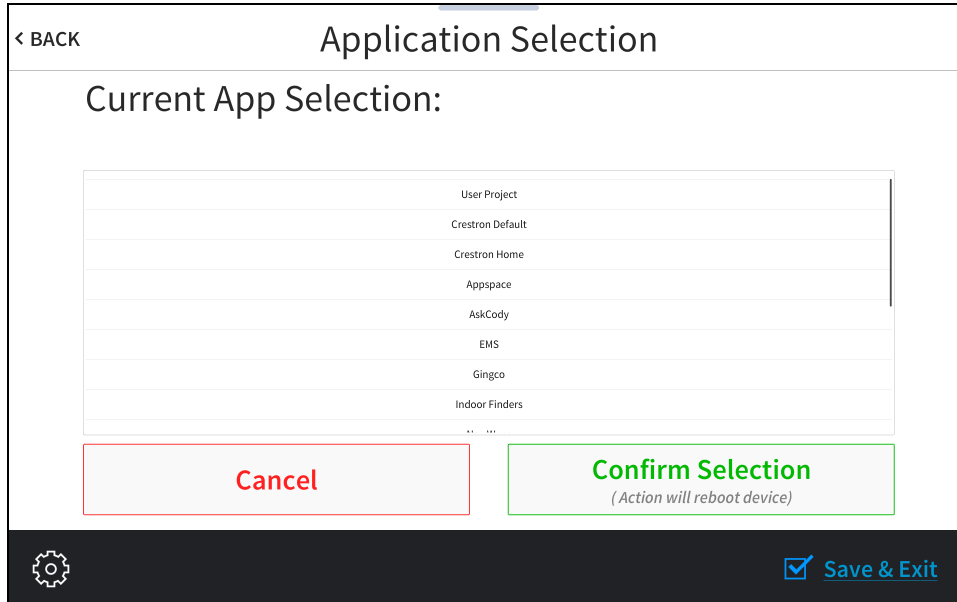 < BACK
Application Selection
Current App Selection:
User Project
Crestron Default
Crestron Home
Appspace
AskCody
EMS
Gingco
Indoor Finders
Cancel
Confirm Selection
( Action will reboot device)
Save & Exit